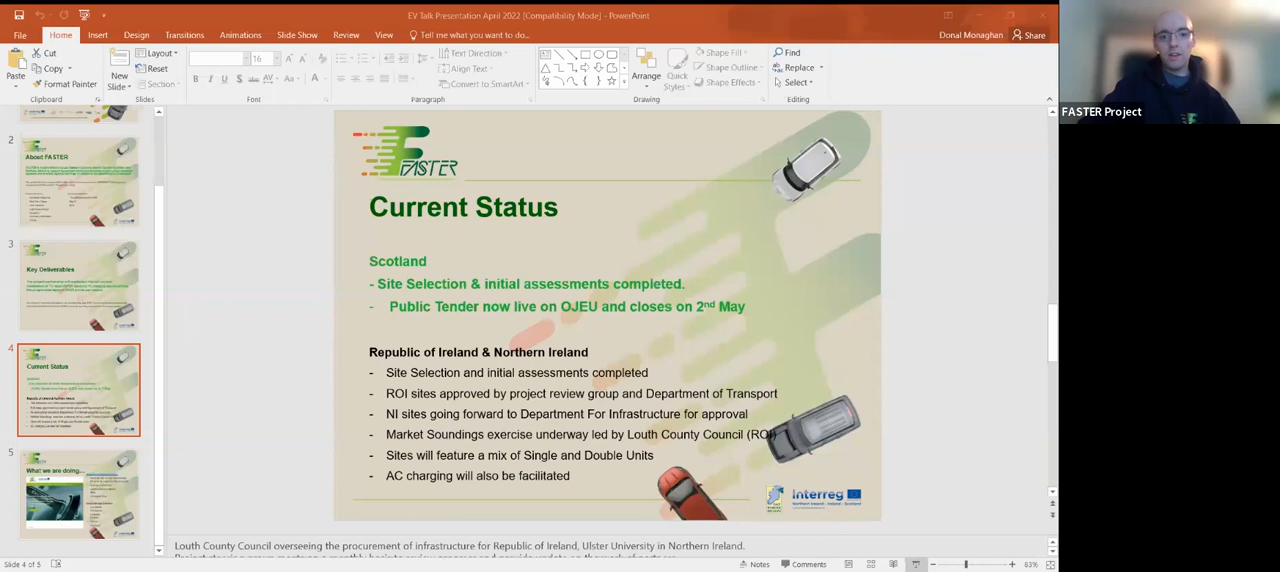 EV Talk Presentation April 2022 [Compatibility Mode] - PowerPoint
File Home Insert Design Transitions Animations Slide Show Review View Tell me what you want to do... Donal Monaghan Share
Paste
Cut
Copy
Format Painter
Clipboard
New
Slide
Layout
Reset
Section
Slides
16
Font
Text Direction
Align Text
Convert to SmartArt
Paragraph
Arrange
Quick
Styles
Shape Fill
Shape Outline
Shape Effects
Drawing
Find
Replace
Select
Editing
FASTER Project
2
About FASTER
3
Key Deliverables
4
Current Status
5
What we are doing...
FASTER
Current Status
Scotland
- Site Selection & initial assessments completed.
- Public Tender now live on OJEU and closes on 2nd May
Republic of Ireland & Northern Ireland
- Site Selection and initial assessments completed
- ROI sites approved by project review group and Department of Transport
- NI sites going forward to Department For Infrastructure for approval
- Market Soundings exercise underway led by Louth County Council (ROI)
- Sites will feature a mix of Single and Double Units
- AC charging will also be facilitated
Interreg
Northern Ireland - Ireland - Scotland
Louth County Council overseeing the procurement of infrastructure for Republic of Ireland, Ulster University in Northern Ireland.
Slide 4 of 5 Notes Comments 83%